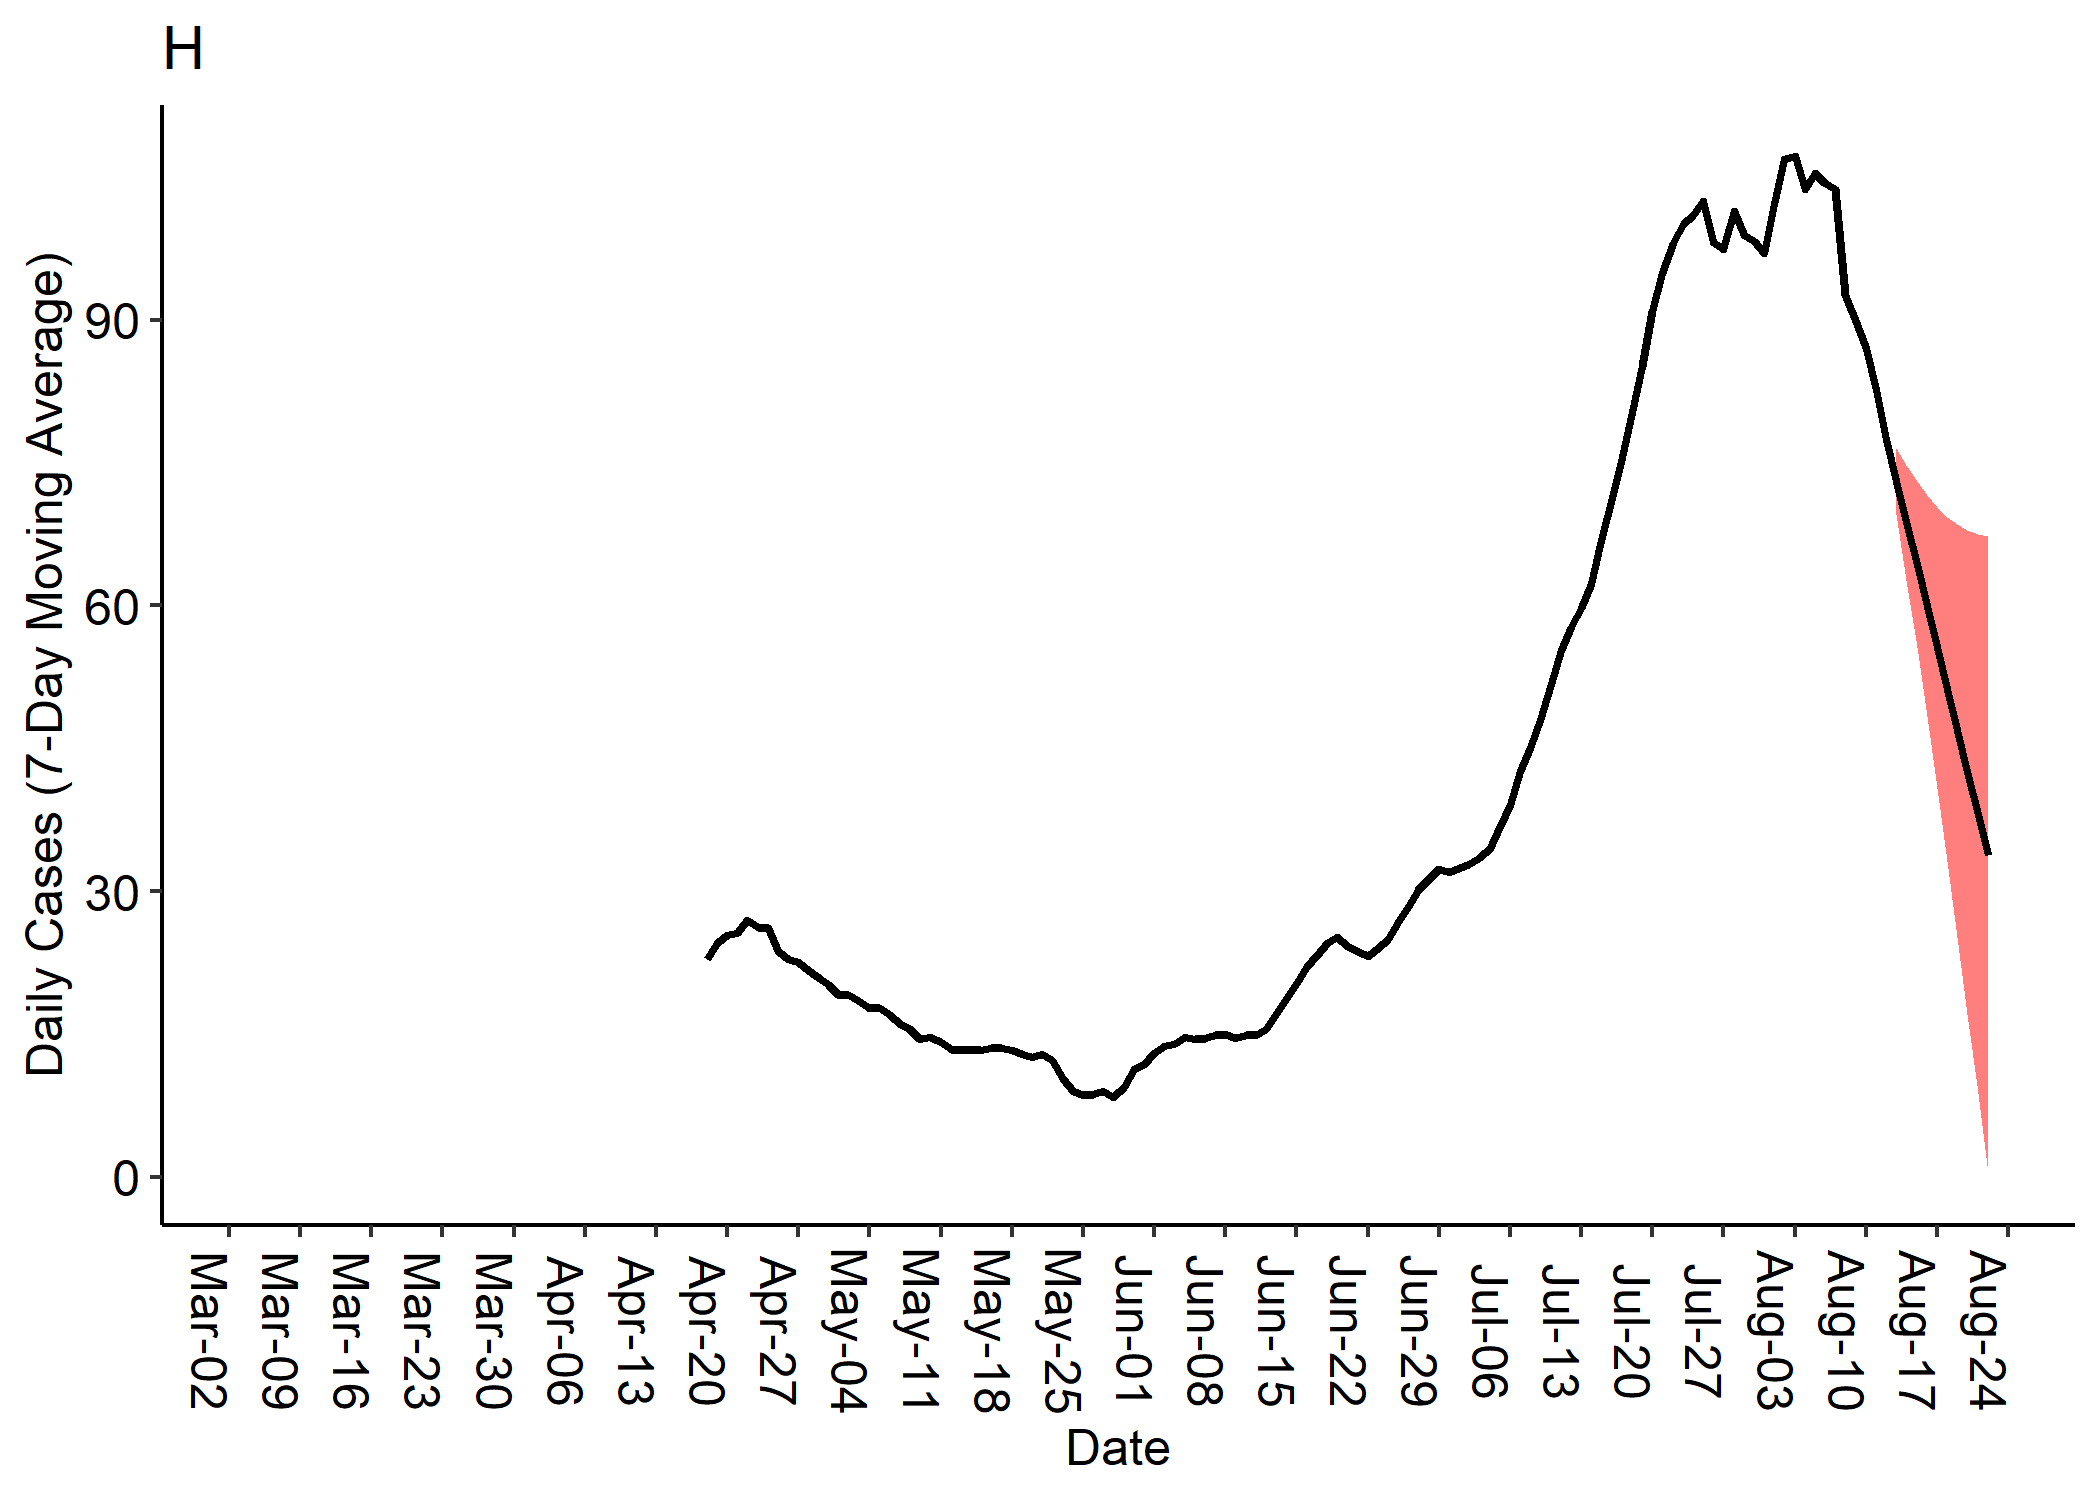 H
Daily Cases (7-Day Moving Average)
90
60
30
0
Mar-02
Mar-09
Mar-16
Mar-23
Mar-30
Apr-06
Apr-13
Apr-20
Apr-27
May-04
May-11
May-18
May-25
Jun-01
Jun-08
Jun-15
Jun-22
Jun-29
Jul-06
Jul-13
Jul-20
Jul-27
Aug-03
Aug-10
Aug-17
Aug-24
Date